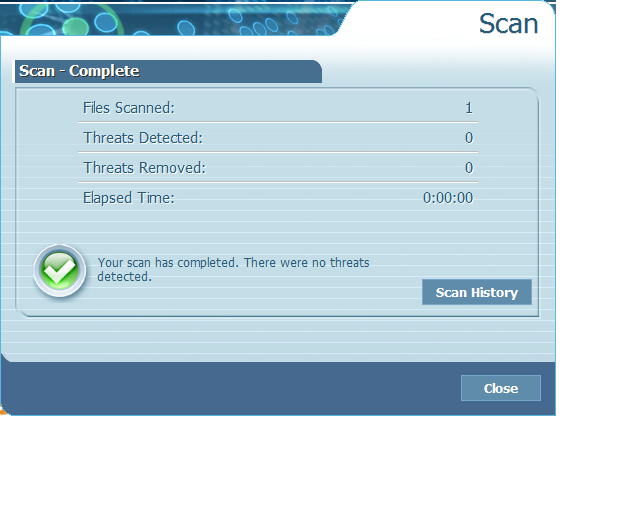 Scan
Scan - Complete
Files Scanned: 1
Threats Detected: 0
Threats Removed: 0
Elapsed Time: 0:00:00
Your scan has completed. There were no threats
detected.
Scan History
Close